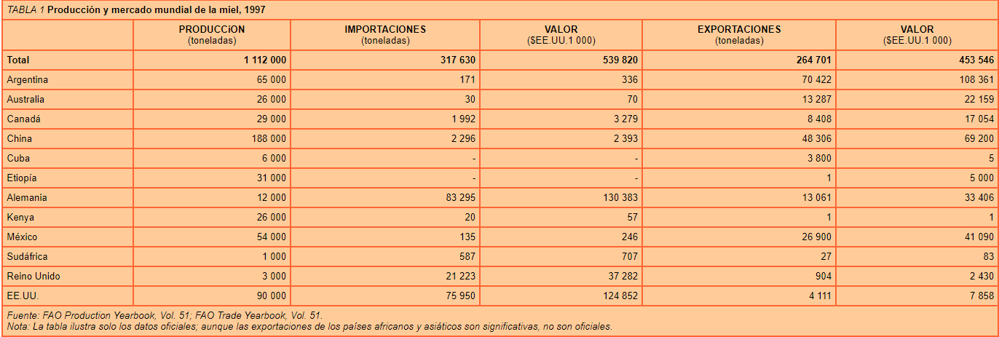 TABLA 1 Producción y mercado mundial de la miel, 1997
PRODUCCíON IMPORTACIONES VALOR EXPORTACIONES VALOR
(toneladas) (toneladas) ($EE.UU.1 000) (toneladas) ($EE.UU.1 000)
Total 1 112 000 317 630 539 820 264 701 453 546
Argentina 65 000 171 336 70 422 108 361
Australia 26 000 30 70 13 287 22 159
Canadá 29 000 1 992 3 279 8 408 17 054
China 188 000 2 296 2 393 48 306 69 200
Cuba 6 000 - - 3 800 5
Etiopía 31 000 - - 1 5 000
Alemania 12 000 83 295 130 383 13 061 33 406
Kenya 26 000 20 57 1 1
México 54 000 135 246 26 900 41 090
Sudáfrica 1 000 587 707 27 83
Reino Unido 3 000 21 223 37 282 904 2 430
EE.UU. 90 000 75 950 124 852 4 111 7 858
Fuente: FAO Production Yearbook, Vol. 51; FAO Trade Yearbook, Vol. 51.
Nota: La tabla ilustra solo los datos oficiales; aunque las exportaciones de los países africanos y asiáticos son significativas, no son oficiales.